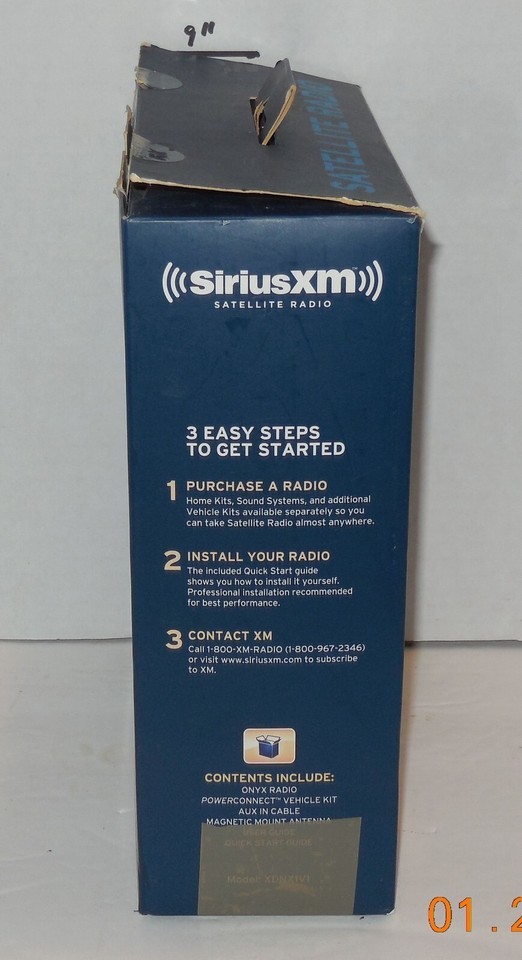 9"
SATELLITE RADIO
((SiriusXM))
SATELLITE RADIO
3 EASY STEPS
TO GET STARTED
1 PURCHASE A RADIO
Home Kits, Sound Systems, and additional
Vehicle Kits available separately so you
can take Satellite Radio almost anywhere.
2 INSTALL YOUR RADIO
The included Quick Start guide
shows you how to install it yourself.
Professional installation recommended
for best performance.
3 CONTACT XM
Call 1-800-XM-RADIO (1-800-967-2346)
or visit www.siriusxm.com to subscribe
to XM.
CONTENTS INCLUDE:
ONYX RADIO
POWERCONNECT™ VEHICLE KIT
AUX IN CABLE
MAGNETIC MOUNT ANTENNA
USER GUIDE
QUICK START GUIDE
Model:
01.2